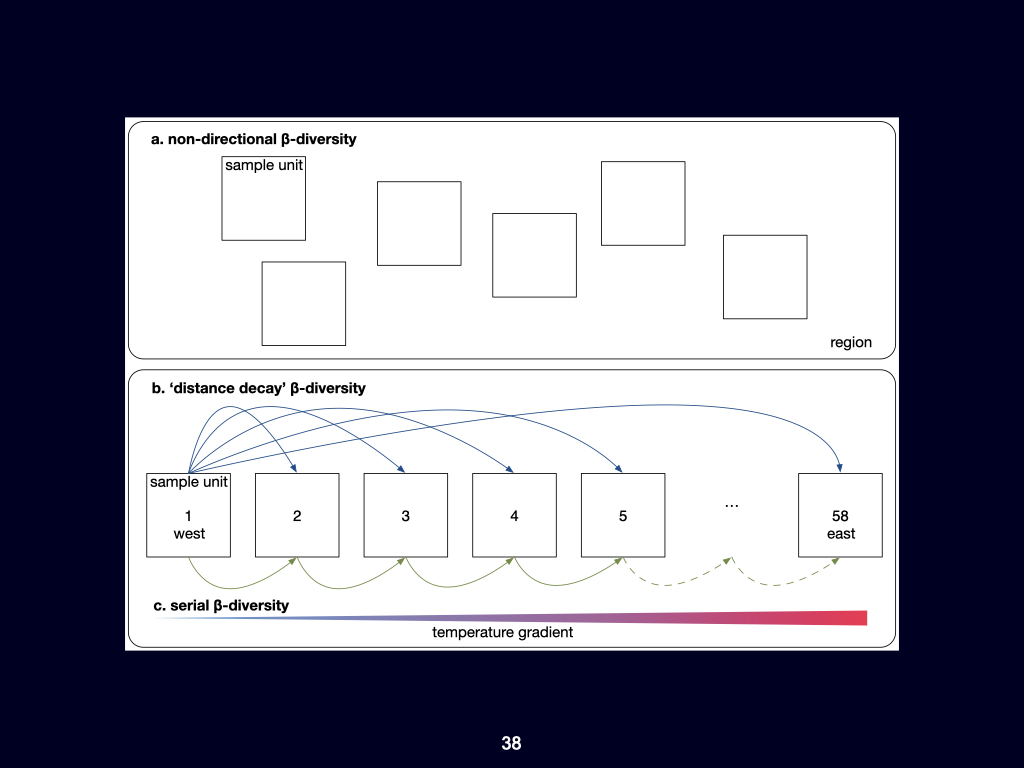 a. non-directional β-diversity
sample unit
region
b. ‘distance decay’ β-diversity
sample unit
1
west
2
3
4
5
...
58
east
c. serial β-diversity
temperature gradient
38